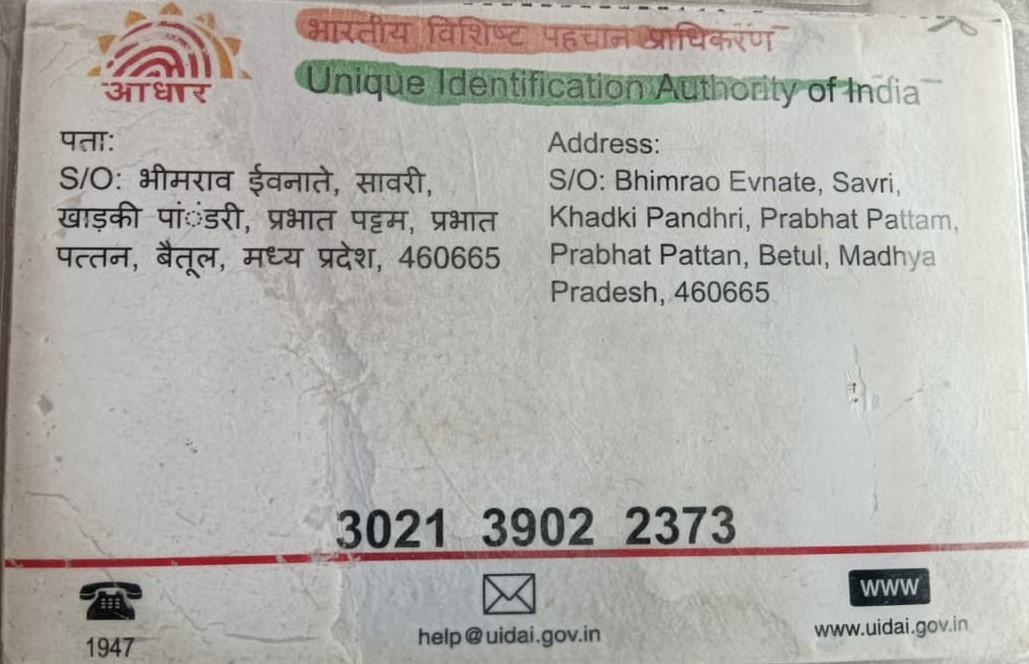 आधार
भारतीय विशिष्ट पहचान प्राधिकरण
Unique Identification Authority of India
पता:
S/O: भीमराव ईवनाते, सावरी,
खाड़की पांंडरी, प्रभात पट्टम, प्रभात
पत्तन, बैतूल, मध्य प्रदेश, 460665
Address:
S/O: Bhimrao Evnate, Savri,
Khadki Pandhri, Prabhat Pattam,
Prabhat Pattan, Betul, Madhya
Pradesh, 460665
3021 3902 2373
1947
help@uidai.gov.in
www
www.uidai.gov.in